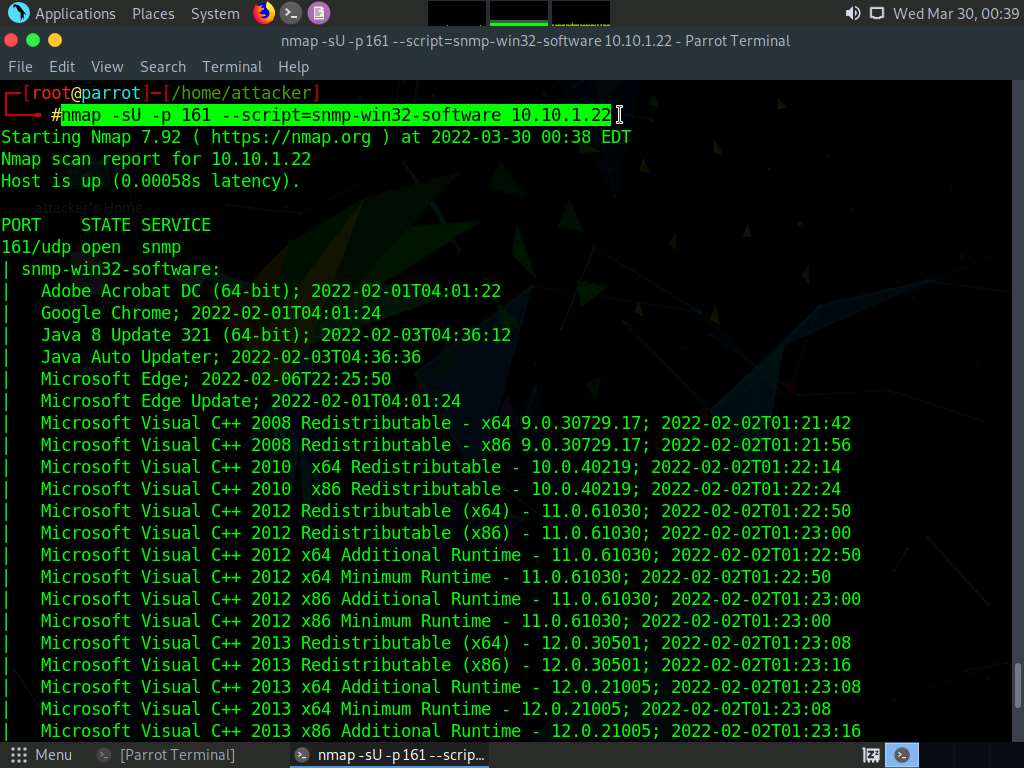 Applications Places System Wed Mar 30, 00:39
nmap -sU -p 161 --script=snmp-win32-software 10.10.1.22 - Parrot Terminal
File Edit View Search Terminal Help
[root@parrot]-[/home/attacker]
#nmap -sU -p 161 --script=snmp-win32-software 10.10.1.22
Starting Nmap 7.92 ( https://nmap.org ) at 2022-03-30 00:38 EDT
Nmap scan report for 10.10.1.22
Host is up (0.00058s latency).
attacker's Home
PORT    STATE SERVICE
161/udp open  snmp
| snmp-win32-software:
|   Adobe Acrobat DC (64-bit); 2022-02-01T04:01:22
|   Google Chrome; 2022-02-01T04:01:24
|   Java 8 Update 321 (64-bit); 2022-02-03T04:36:12
|   Java Auto Updater; 2022-02-03T04:36:36
|   Microsoft Edge; 2022-02-06T22:25:50
|   Microsoft Edge Update; 2022-02-01T04:01:24
|   Microsoft Visual C++ 2008 Redistributable - x64 9.0.30729.17; 2022-02-02T01:21:42
|   Microsoft Visual C++ 2008 Redistributable - x86 9.0.30729.17; 2022-02-02T01:21:56
|   Microsoft Visual C++ 2010  x64 Redistributable - 10.0.40219; 2022-02-02T01:22:14
|   Microsoft Visual C++ 2010  x86 Redistributable - 10.0.40219; 2022-02-02T01:22:24
|   Microsoft Visual C++ 2012 Redistributable (x64) - 11.0.61030; 2022-02-02T01:22:50
|   Microsoft Visual C++ 2012 Redistributable (x86) - 11.0.61030; 2022-02-02T01:23:00
|   Microsoft Visual C++ 2012 x64 Additional Runtime - 11.0.61030; 2022-02-02T01:22:50
|   Microsoft Visual C++ 2012 x64 Minimum Runtime - 11.0.61030; 2022-02-02T01:22:50
|   Microsoft Visual C++ 2012 x86 Additional Runtime - 11.0.61030; 2022-02-02T01:23:00
|   Microsoft Visual C++ 2012 x86 Minimum Runtime - 11.0.61030; 2022-02-02T01:23:00
|   Microsoft Visual C++ 2013 Redistributable (x64) - 12.0.30501; 2022-02-02T01:23:08
|   Microsoft Visual C++ 2013 Redistributable (x86) - 12.0.30501; 2022-02-02T01:23:16
|   Microsoft Visual C++ 2013 x64 Additional Runtime - 12.0.21005; 2022-02-02T01:23:08
|   Microsoft Visual C++ 2013 x64 Minimum Runtime - 12.0.21005; 2022-02-02T01:23:08
|   Microsoft Visual C++ 2013 x86 Additional Runtime - 12.0.21005; 2022-02-02T01:23:16
Menu [Parrot Terminal] nmap -sU -p 161 --scrip...